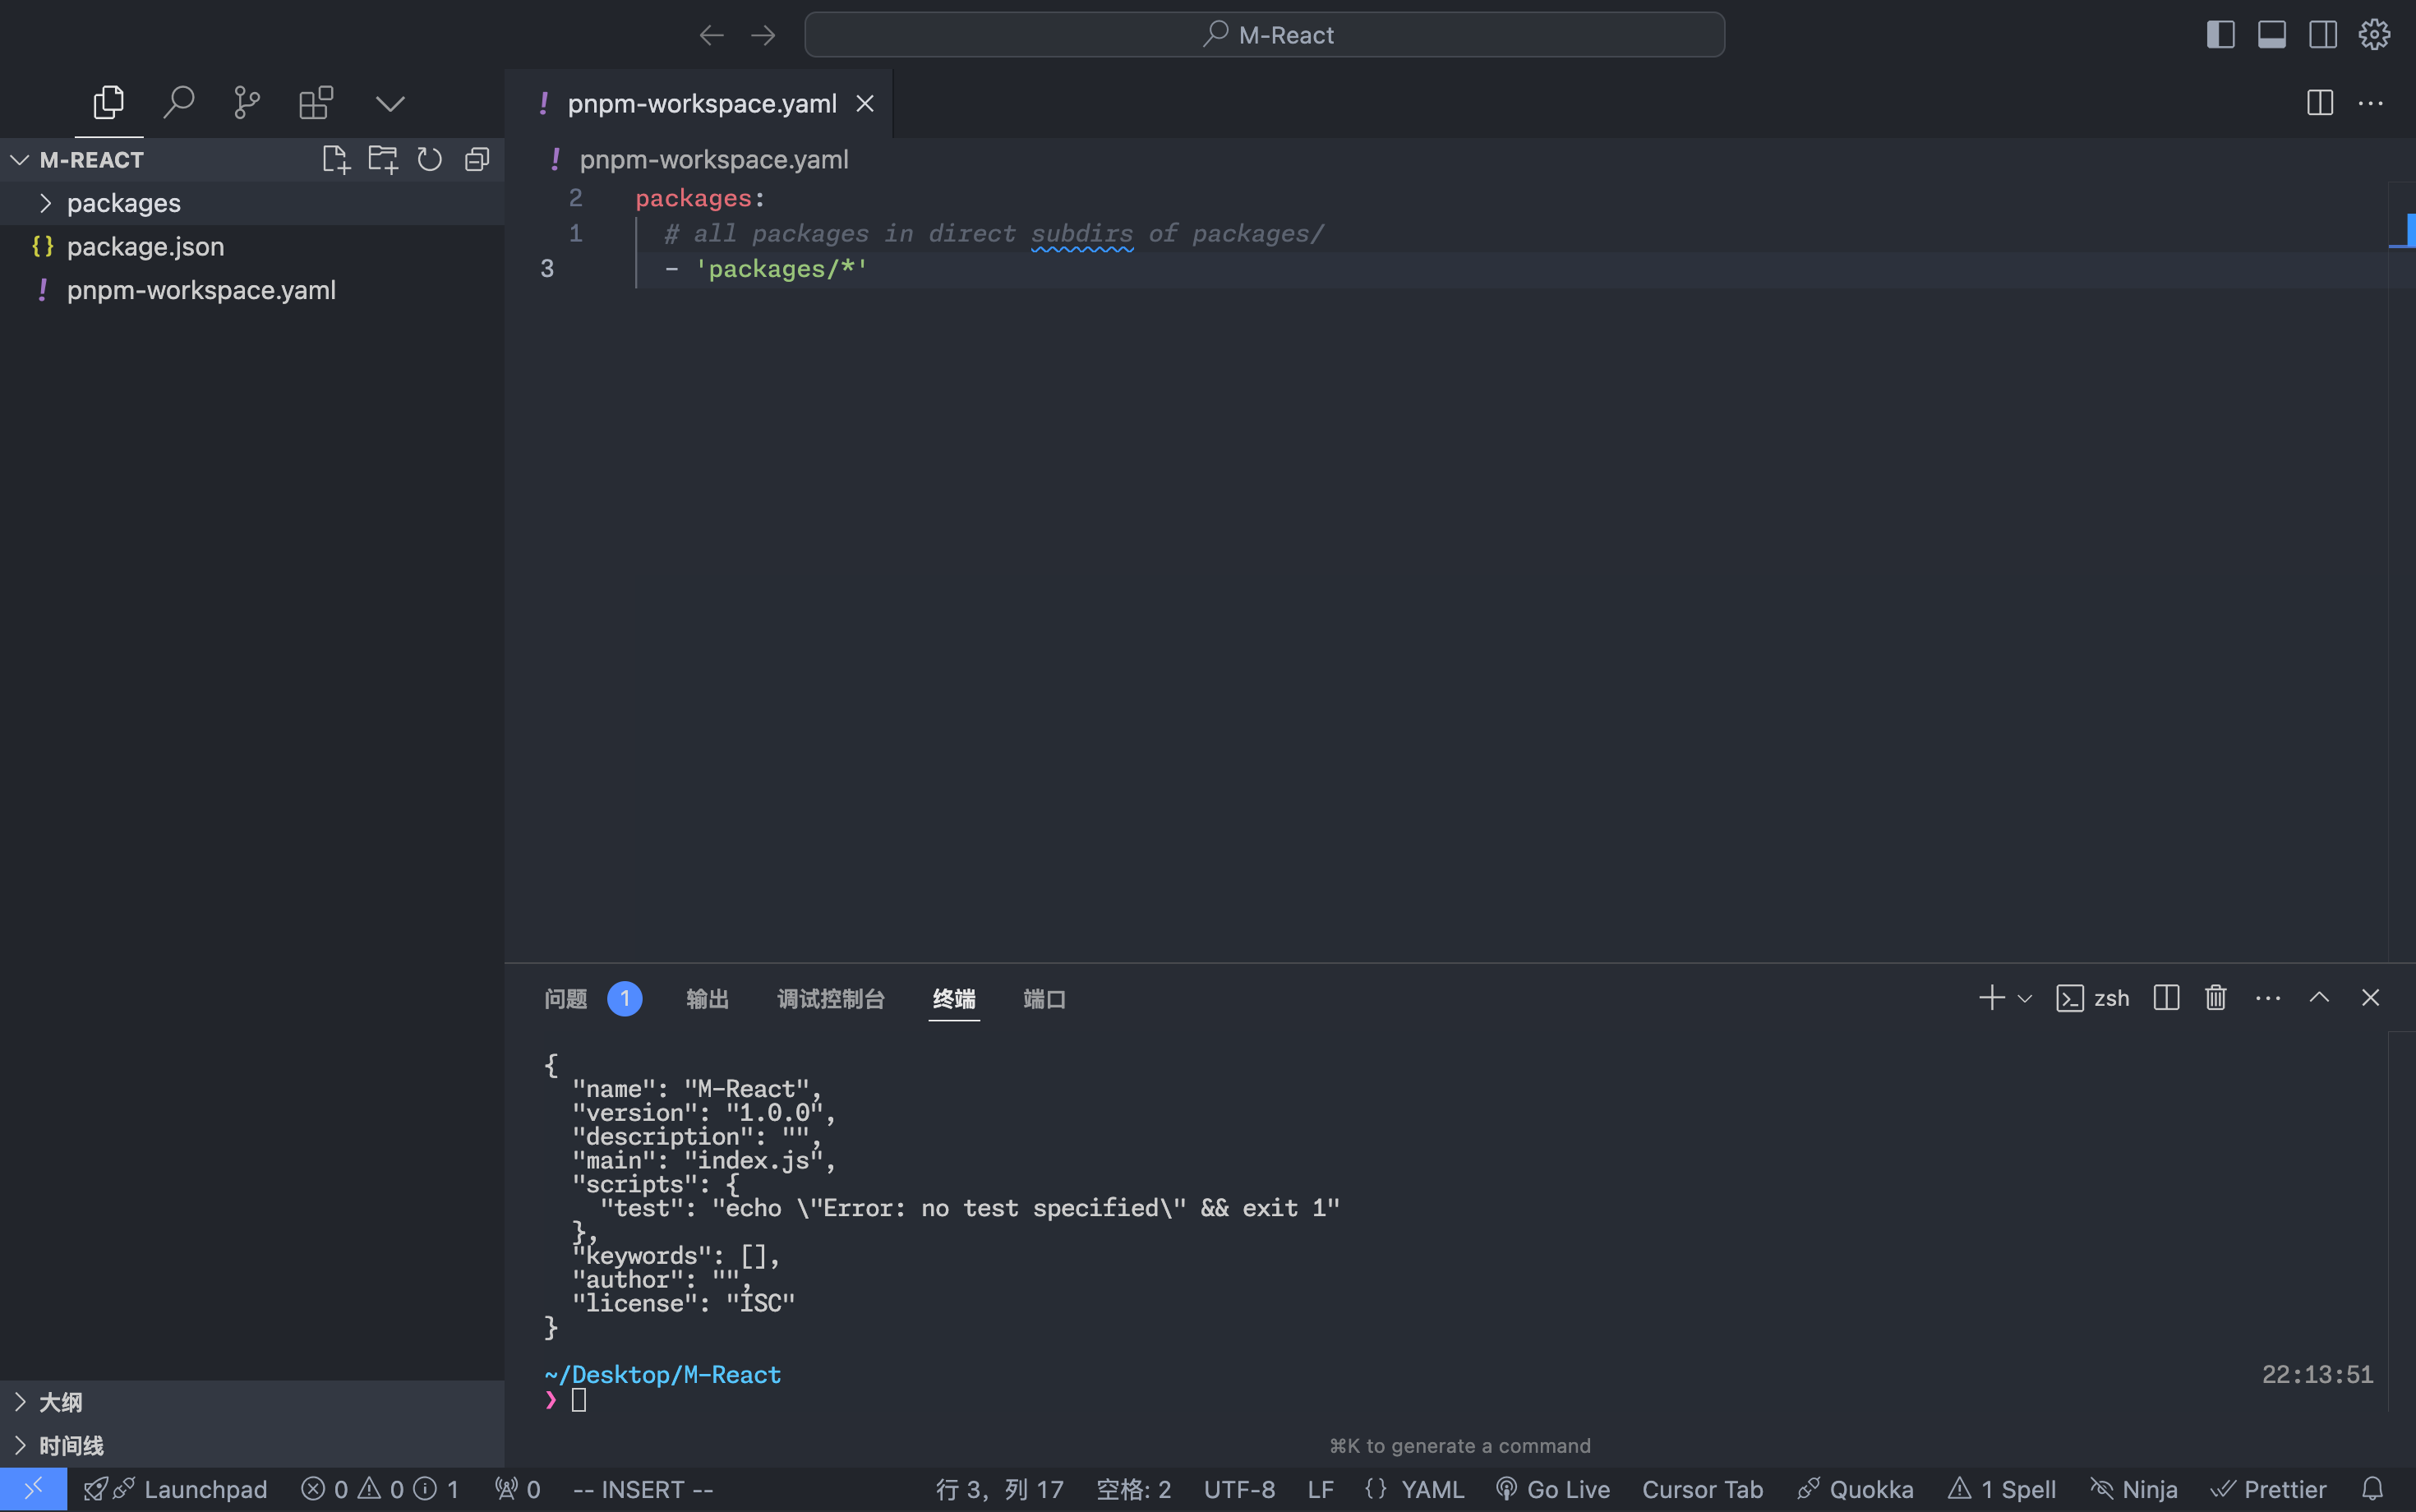 M-React
pnpm-workspace.yaml
M-REACT
packages
package.json
pnpm-workspace.yaml
大纲
时间线
pnpm-workspace.yaml
2 packages:
1 # all packages in direct subdirs of packages/
3 - 'packages/*'
问题 1 输出 调试控制台 终端 端口 zsh
{
"name": "M-React",
"version": "1.0.0",
"description": "",
"main": "index.js",
"scripts": {
"test": "echo \"Error: no test specified\" && exit 1"
},
"keywords": [],
"author": "",
"license": "ISC"
}
~/Desktop/M-React 22:13:51
❯
⌘K to generate a command
Launchpad 0 0 1 0 -- INSERT -- 行 3, 列 17 空格: 2 UTF-8 LF {} YAML Go Live Cursor Tab Quokka 1 Spell Ninja Prettier